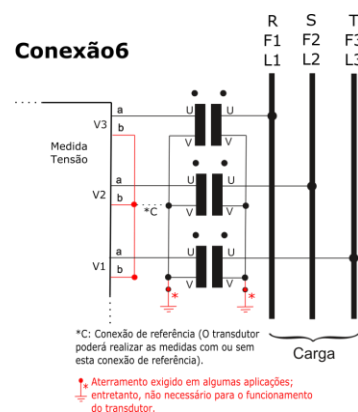 R S T
F1 F2 F3
L1 L2 L3
Conexão6
a U U
V3
b
V V
Medida
Tensão
a U U
V2
b
*C V V
a U U
V1
b
V V
* *
*C: Conexão de referência (O transdutor
poderá realizar as medidas com ou sem
esta conexão de referência).
Carga
* Aterramento exigido em algumas aplicações;
entretanto, não necessário para o funcionamento
do transdutor.